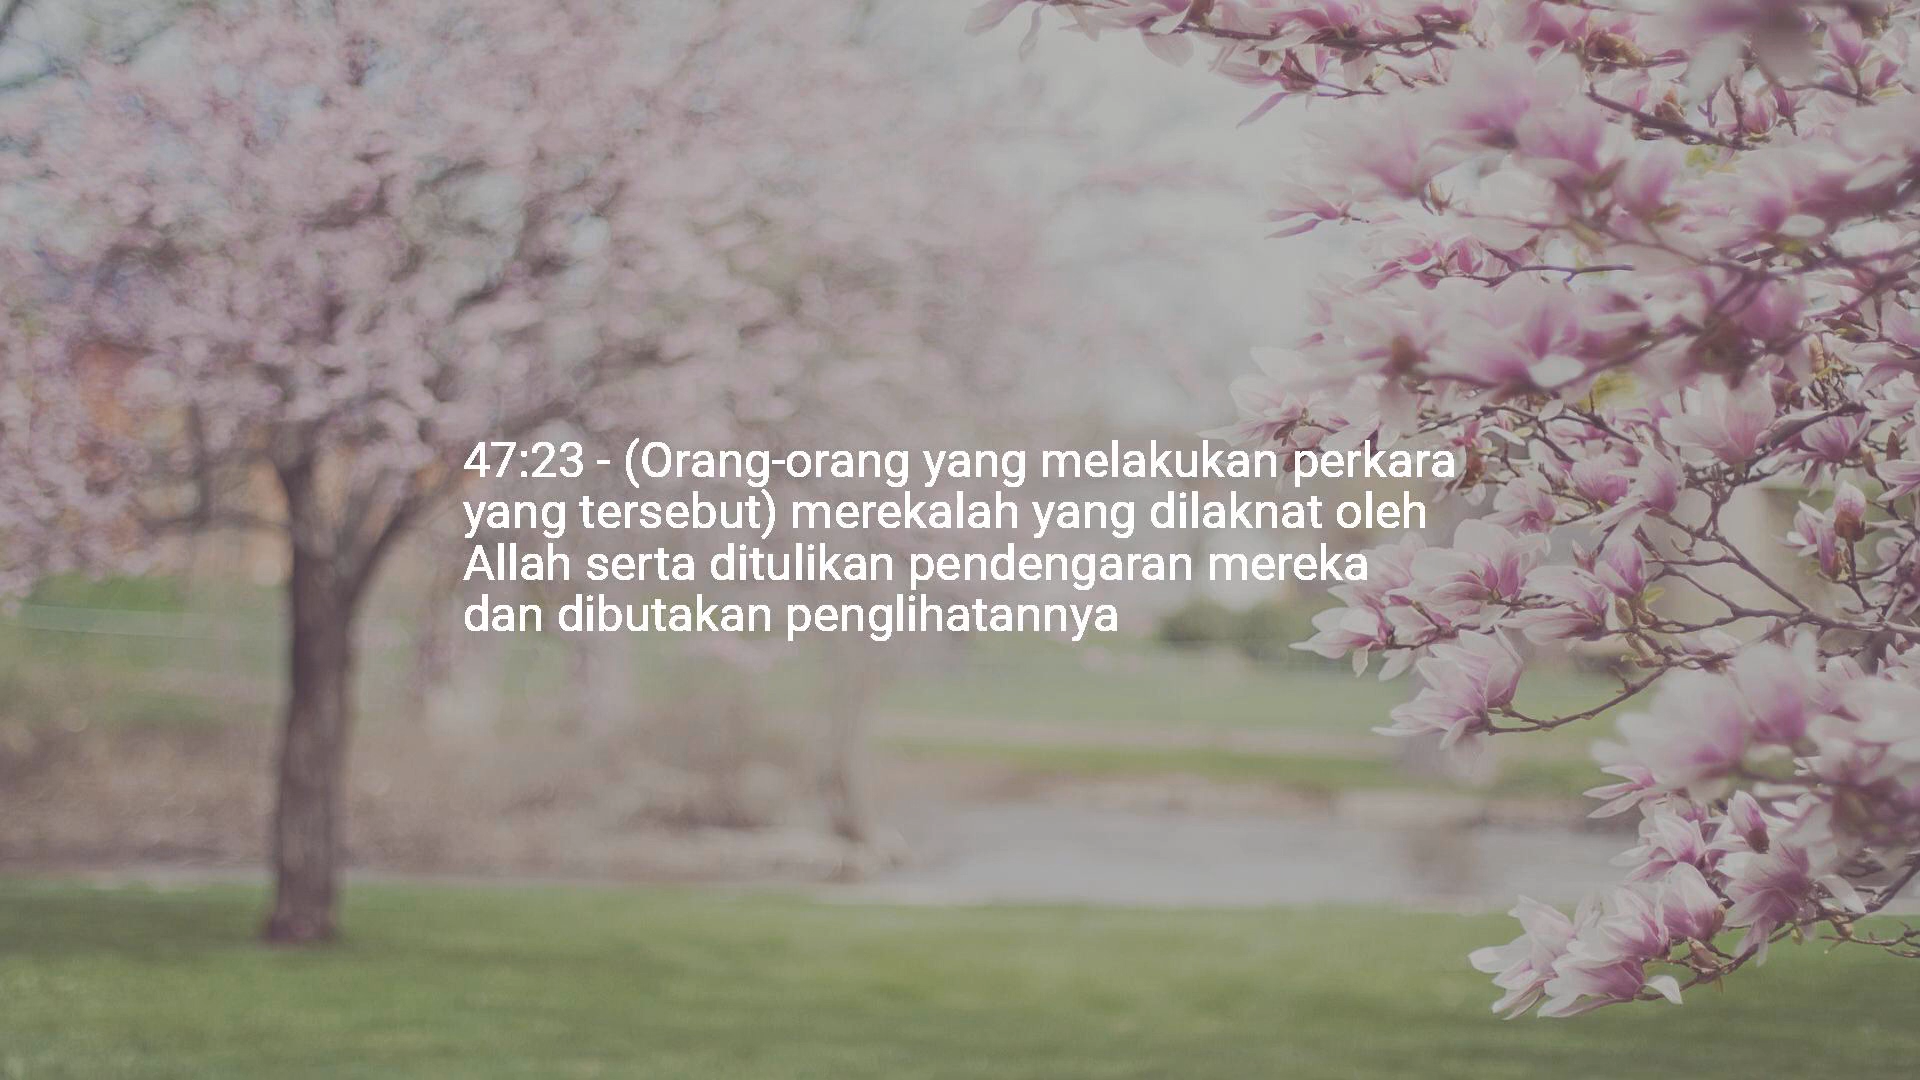 47:23 - (Orang-orang yang melakukan perkara
yang tersebut) merekalah yang dilaknat oleh
Allah serta ditulikan pendengaran mereka
dan dibutakan penglihatannya